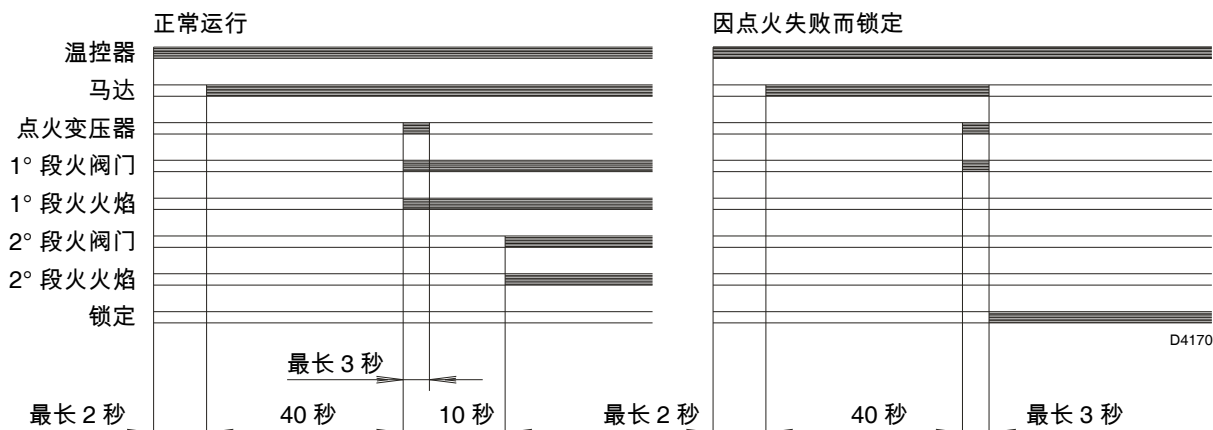 正常运行
因点火失败而锁定
温控器
马达
点火变压器
1° 段火阀门
1° 段火火焰
2° 段火阀门
2° 段火火焰
锁定
D4170
最长 3 秒
最长 2 秒
40 秒
10 秒
最长 2 秒
40 秒
最长 3 秒